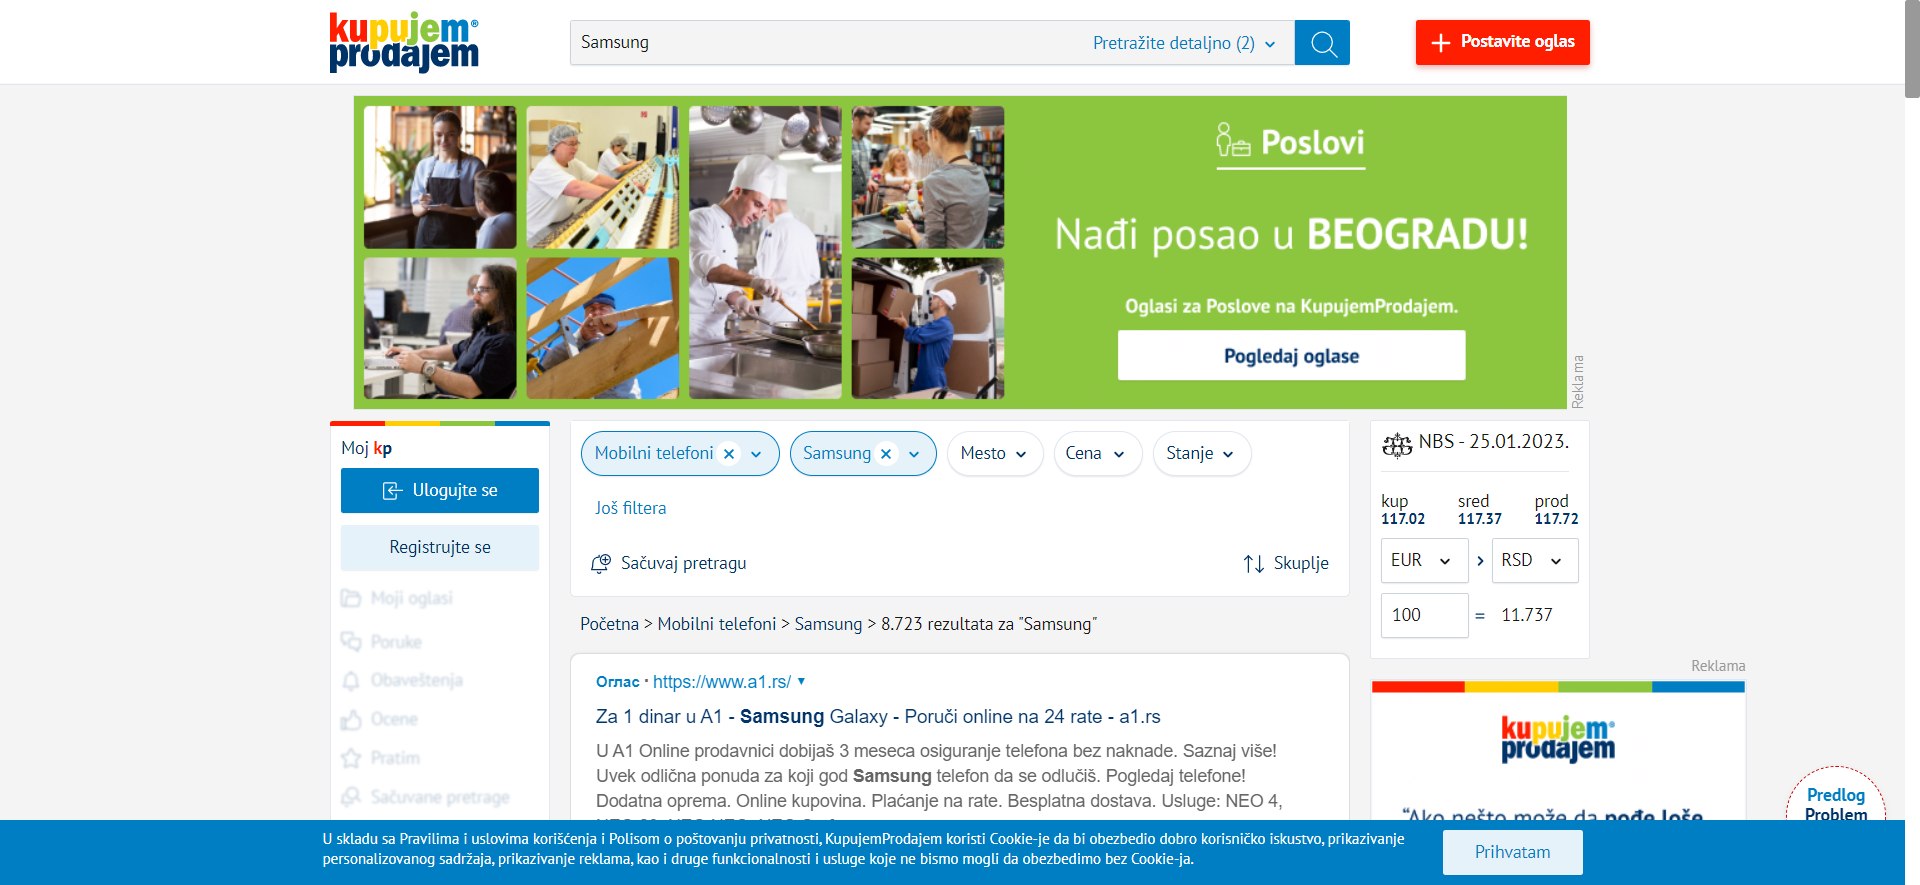 kupujem®
prodajem
Samsung
Pretražite detaljno (2)
Postavite oglas
Poslovi
Nađi posao u BEOGRADU!
Oglasi za Poslove na KupujemProdajem.
Pogledaj oglase
Reklama
Moj kp
Ulogujte se
Registrujte se
Moji oglasi
Poruke
Obaveštenja
Ocene
Pratim
Sačuvane pretrage
Mobilni telefoni
Samsung
Mesto
Cena
Stanje
Još filtera
Sačuvaj pretragu
Skuplje
Početna > Mobilni telefoni > Samsung > 8.723 rezultata za "Samsung"
Оглас · https://www.a1.rs/
Za 1 dinar u A1 - Samsung Galaxy - Poruči online na 24 rate - a1.rs
U A1 Online prodavnici dobijaš 3 meseca osiguranje telefona bez naknade. Saznaj više!
Uvek odlična ponuda za koji god Samsung telefon da se odlučiš. Pogledaj telefone!
Dodatna oprema. Online kupovina. Plaćanje na rate. Besplatna dostava. Usluge: NEO 4,
NBS - 25.01.2023.
kup sred prod
117.02 117.37 117.72
EUR > RSD
100 = 11.737
Reklama
kupujem®
prodajem
“Ako nešto može da pođe loše
Predlog
Problem
U skladu sa Pravilima i uslovima korišćenja i Polisom o poštovanju privatnosti, KupujemProdajem koristi Cookie-je da bi obezbedio dobro korisničko iskustvo, prikazivanje
personalizovanog sadržaja, prikazivanje reklama, kao i druge funkcionalnosti i usluge koje ne bismo mogli da obezbedimo bez Cookie-ja.
Prihvatam